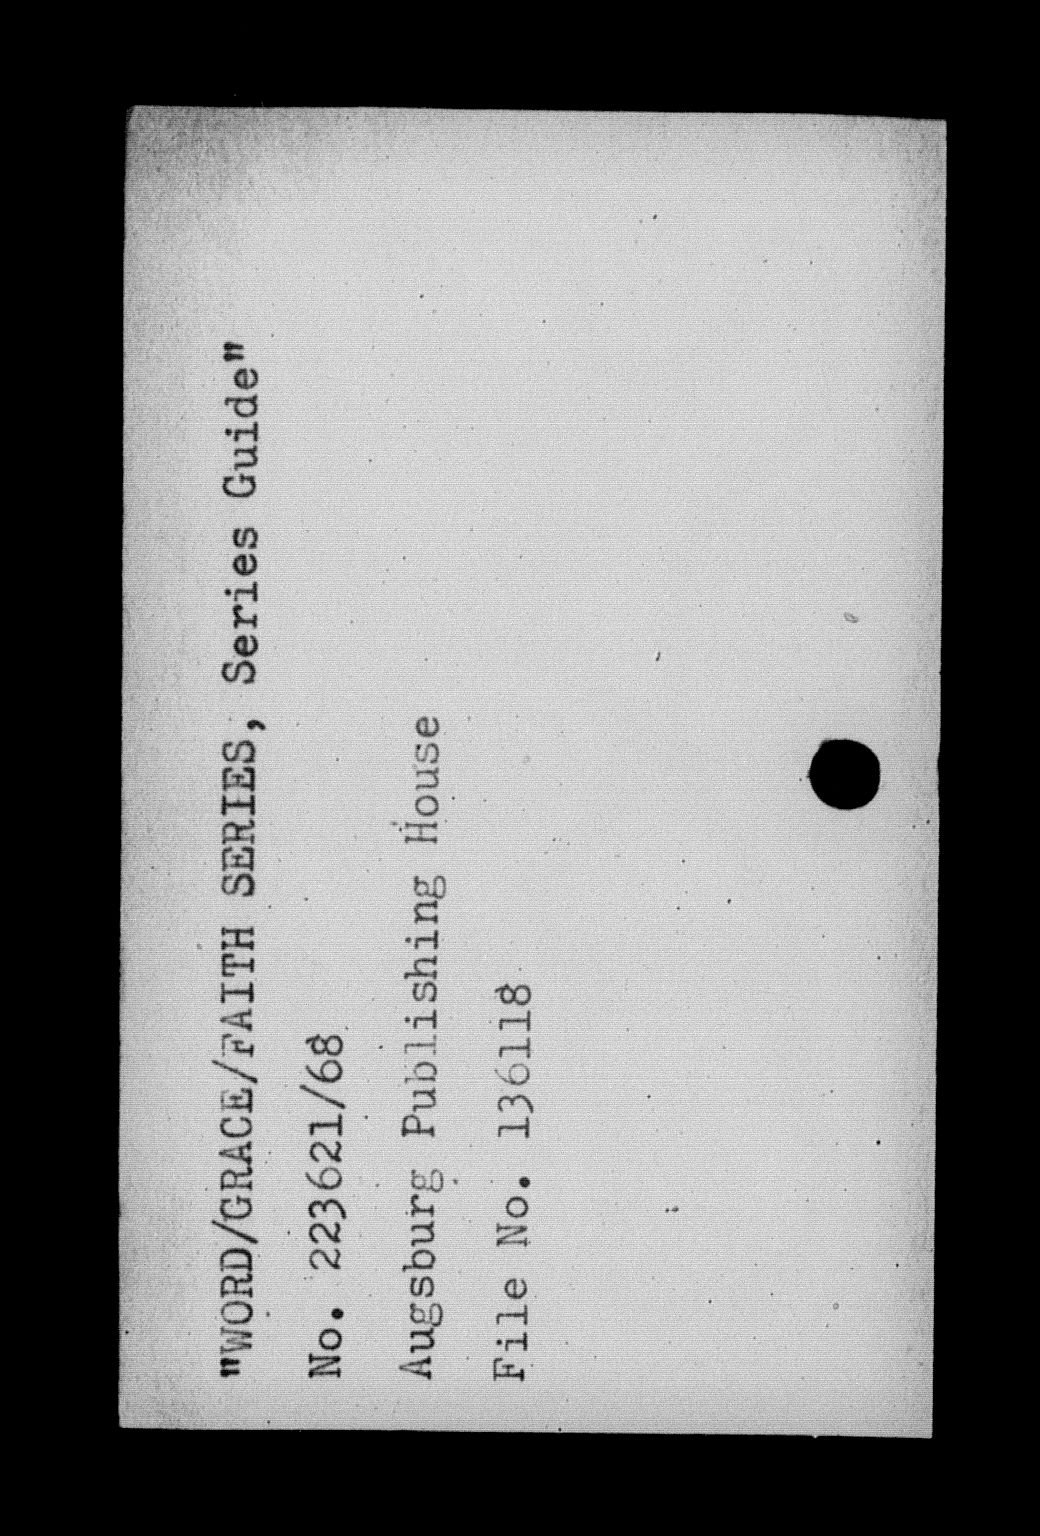 "WORD/GRACE/FAITH SERIES, Series Guide"
No. 223621/68
Augsburg Publishing House
File No. 136118